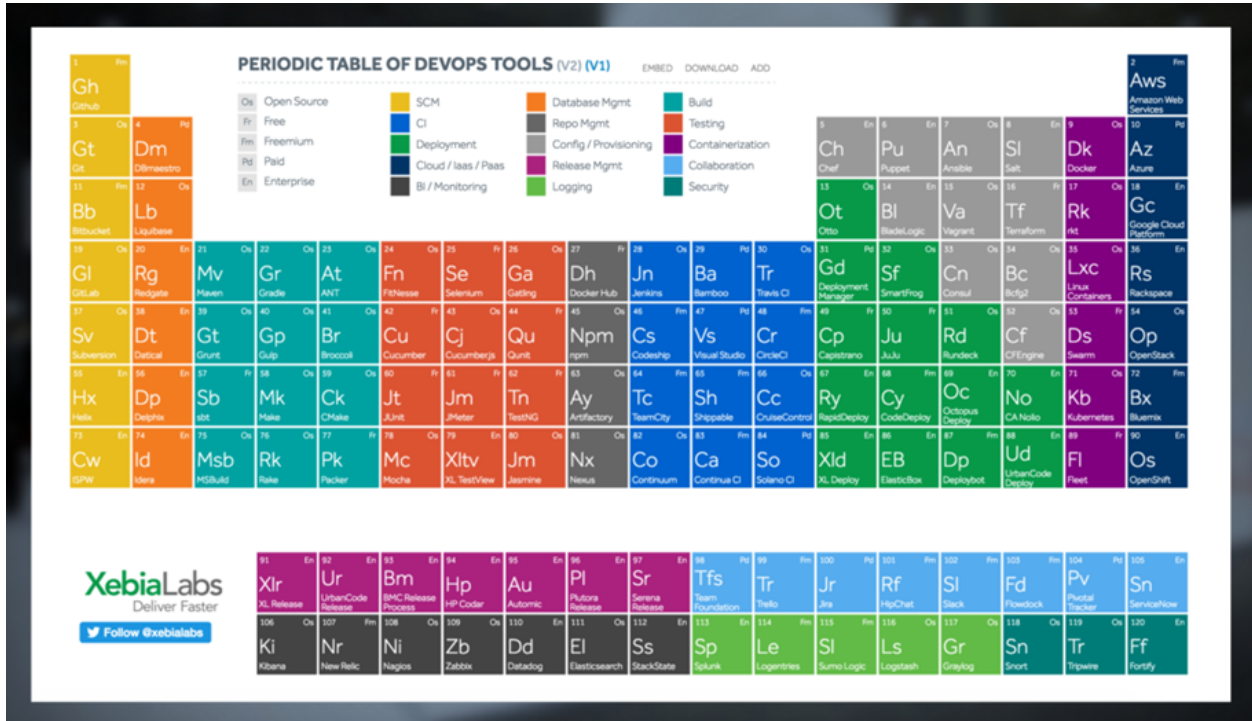 PERIODIC TABLE OF DEVOPS TOOLS (V2) (V1) EMBED DOWNLOAD ADD
Os Open Source
Fr Free
Fm Freemium
Pd Paid
En Enterprise
SCM
CI
Deployment
Cloud / Iaas / Paas
BI / Monitoring
Database Mgmt
Repo Mgmt
Config / Provisioning
Release Mgmt
Logging
Build
Testing
Containerization
Collaboration
Security
1 Fm 2 Fm
Gh Aws
Github Amazon Web Services
3 Os 4 Pd 5 En 6 En 7 Os 8 En 9 Os 10 Pd
Gt Dm Ch Pu An Sl Dk Az
Git DBmaestro Chef Puppet Ansible Salt Docker Azure
11 Fm 12 Os 13 Os 14 En 15 Os 16 Fr 17 Os 18 En
Bb Lb Ot Bl Va Tf Rk Gc
Bitbucket Liquibase Otto BladeLogic Vagrant Terraform rkt Google Cloud Platform
19 Os 20 En 21 Os 22 Os 23 Os 24 Os 25 Fr 26 Os 27 Fr 28 Os 29 Pd 30 Os 31 Pd 32 Os 33 Os 34 Os 35 Os 36 En
Gl Rg Mv Gr At Fn Se Ga Dh Jn Ba Tr Gd Sf Cn Bc Lxc Rs
GitLab Redgate Maven Gradle ANT FitNesse Selenium Gatling Docker Hub Jenkins Bamboo Travis CI Deployment Manager SmartFrog Consul Bcfg2 Linux Containers Rackspace
37 Os 38 En 39 Os 40 Os 41 Os 42 Fr 43 Os 44 Fr 45 Os 46 Fm 47 Pd 48 Fm 49 Fr 50 Fr 51 Os 52 Os 53 Fr 54 Os
Sv Dt Gt Gp Br Cu Cj Qu Npm Cs Vs Cr Cp Ju Rd Cf Ds Op
Subversion Datical Grunt Gulp Broccoli Cucumber Cucumber.js Qunit npm Codeship Visual Studio CircleCI Capistrano JuJu Rundeck CFEngine Swarm OpenStack
55 En 56 En 57 Fr 58 Os 59 Os 60 Fr 61 Fr 62 Fr 63 Os 64 Fm 65 Fm 66 Os 67 En 68 Fm 69 En 70 En 71 Os 72 Fm
Hx Dp Sb Mk Ck Jt Jm Tn Ay Tc Sh Cc Ry Cy Oc No Kb Bx
Helix Delphix sbt Make CMake JUnit JMeter TestNG Artifactory TeamCity Shippable CruiseControl RapidDeploy CodeDeploy Octopus Deploy CA Nolio Kubernetes Bluemix
73 En 74 En 75 Os 76 Os 77 Fr 78 Os 79 En 80 Os 81 Os 82 Os 83 Fm 84 Pd 85 En 86 En 87 Fm 88 En 89 Fr 90 En
Cw Id Msb Rk Pk Mc Xltv Jm Nx Co Ca So Xld EB Dp Ud Fl Os
ISPW Idera MSBuild Rake Packer Mocha XL TestView Jasmine Nexus Continuum Continua CI Solano CI XL Deploy ElasticBox Deploybot UrbanCode Deploy Fleet OpenShift
XebiaLabs
Deliver Faster
Follow @xebialabs
91 En 92 En 93 En 94 En 95 En 96 En 97 En 98 Pd 99 Fm 100 Pd 101 Fm 102 Fm 103 Fm 104 Pd 105 En
Xlr Ur Bm Hp Au Pl Sr Tfs Tr Jr Rf Sl Fd Pv Sn
XL Release UrbanCode Release BMC Release Process HP Codar Automic Plutora Release Serena Release Team Foundation Trello Jira HipChat Slack Flowdock Pivotal Tracker ServiceNow
106 Os 107 Fm 108 Os 109 Os 110 En 111 Os 112 En 113 En 114 Fm 115 Fm 116 Os 117 Os 118 Os 119 Os 120 En
Ki Nr Ni Zb Dd El Ss Sp Le Sl Ls Gr Sn Tr Ff
Kibana New Relic Nagios Zabbix Datadog Elasticsearch StackState Splunk Logentries Sumo Logic Logstash Graylog Snort Tripwire Fortify